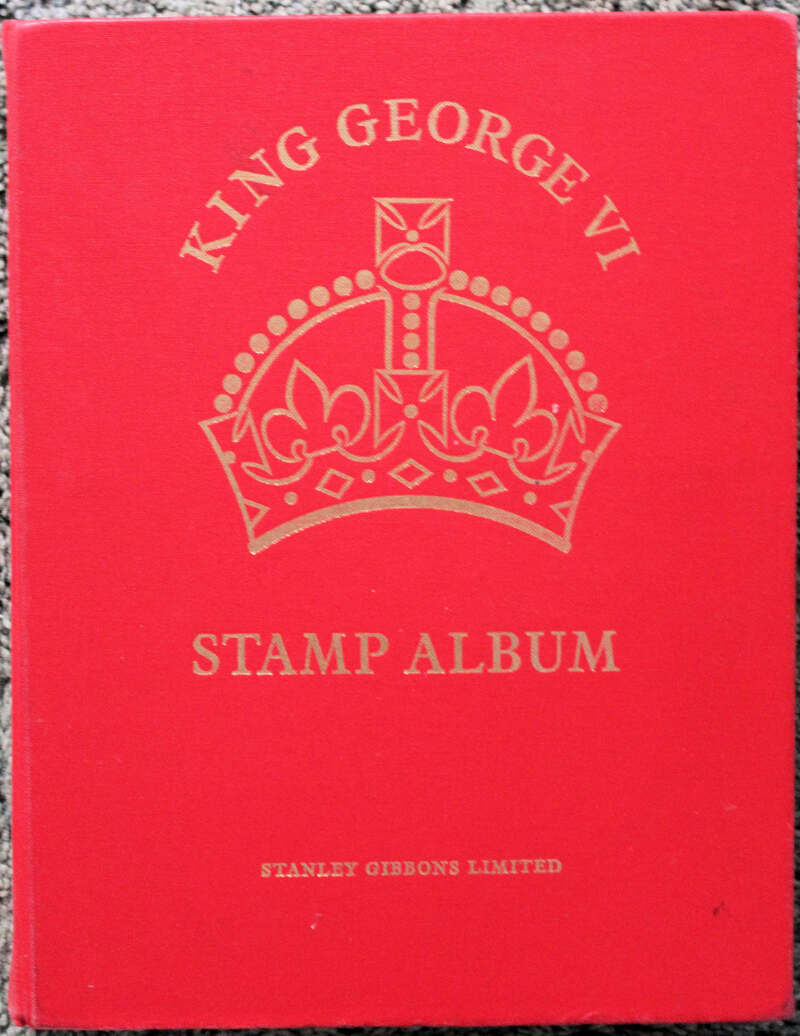 KING GEORGE VI
STAMP ALBUM
STANLEY GIBBONS LIMITED